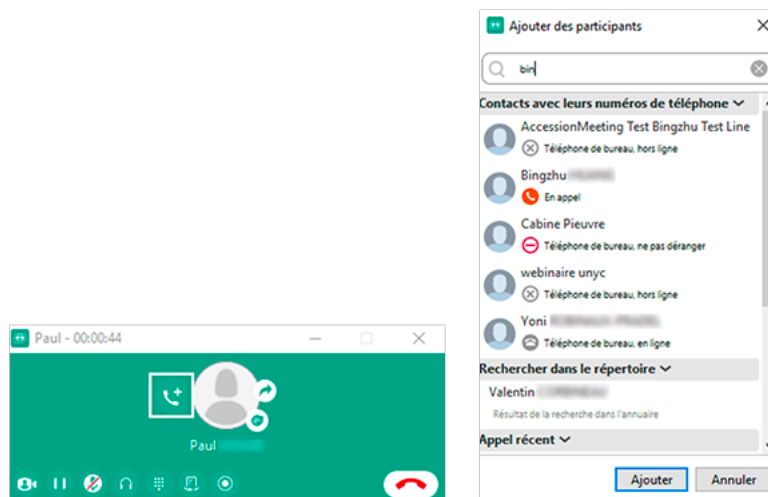 Paul - 00:00:44
Paul
Ajouter des participants
bin
Contacts avec leurs numéros de téléphone
AccessionMeeting Test Bingzhu Test Line
Téléphone de bureau, hors ligne
Bingzhu
En appel
Cabine Pieuvre
Téléphone de bureau, ne pas déranger
webinaire unyc
Téléphone de bureau, hors ligne
Yoni
Téléphone de bureau, en ligne
Rechercher dans le répertoire
Valentin
Résultat de la recherche dans l'annuaire
Appel récent
Ajouter
Annuler